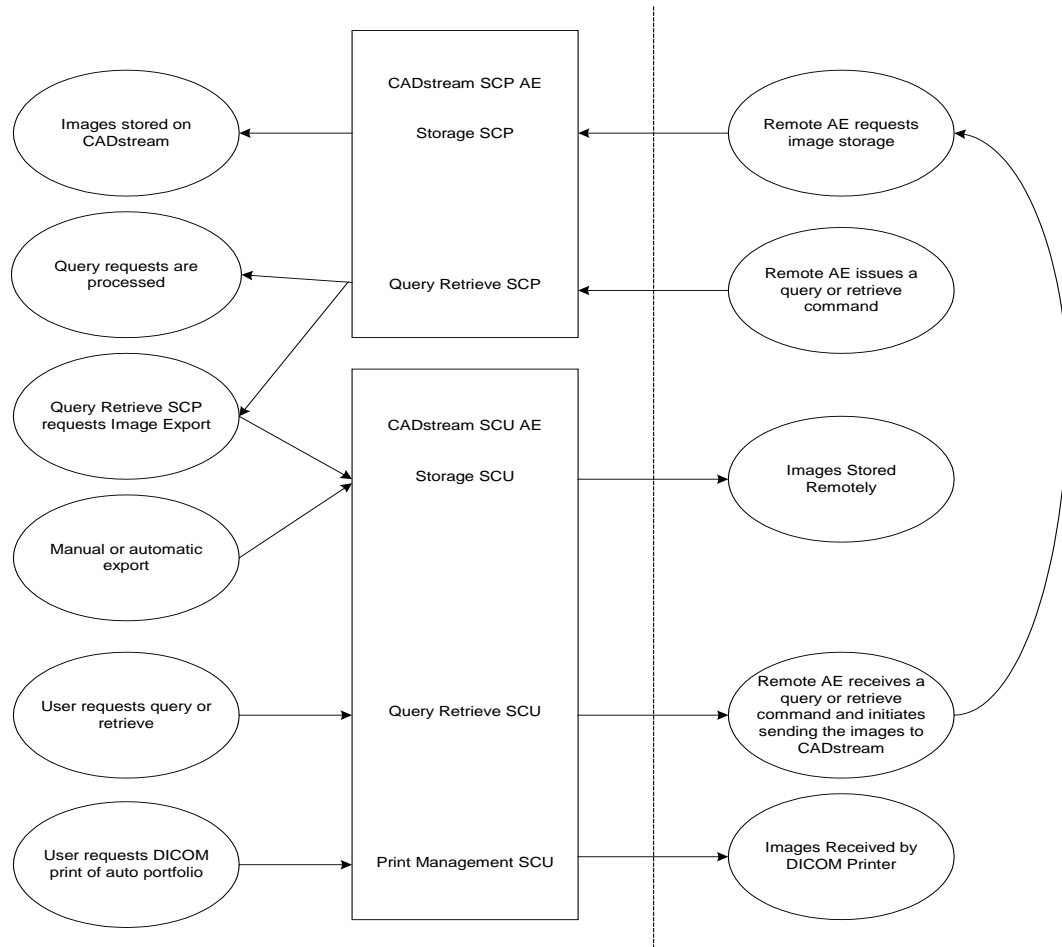 CADstream SCP AE
Images stored on
CADstream
Storage SCP
Remote AE requests
image storage
Query requests are
processed
Query Retrieve SCP
Remote AE issues a
query or retrieve
command
Query Retrieve SCP
requests Image Export
CADstream SCU AE
Storage SCU
Images Stored
Remotely
Manual or automatic
export
User requests query or
retrieve
Query Retrieve SCU
Remote AE receives a
query or retrieve
command and initiates
sending the images to
CADstream
User requests DICOM
print of auto portfolio
Print Management SCU
Images Received by
DICOM Printer